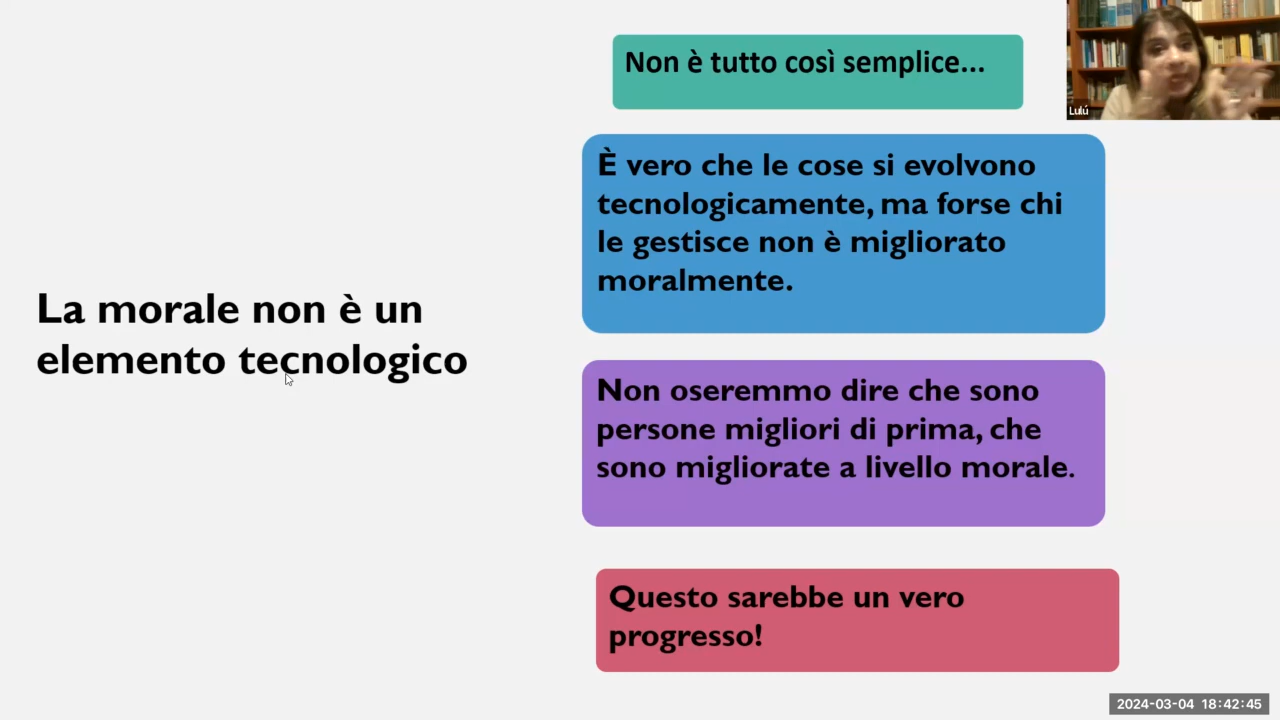 Non è tutto così semplice...
Lulú
È vero che le cose si evolvono
tecnologicamente, ma forse chi
le gestisce non è migliorato
moralmente.
La morale non è un
elemento tecnologico
Non oseremmo dire che sono
persone migliori di prima, che
sono migliorate a livello morale.
Questo sarebbe un vero
progresso!
2024-03-04 18:42:45